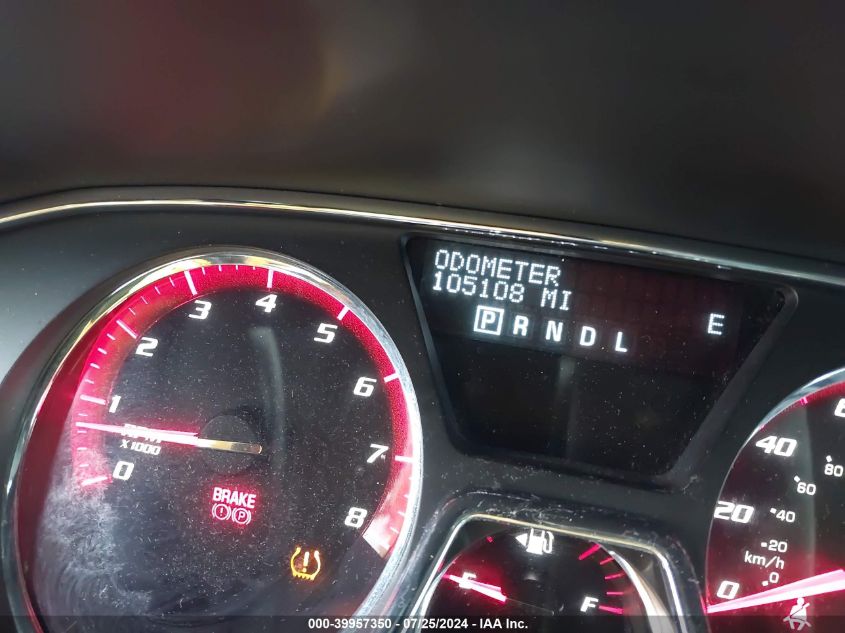 ODOMETER
105108 MI
P R N D L
E
0
1
2
3
4
5
6
7
8
RPM
X1000
BRAKE
(!) (P)
E
F
0
20
40
0
20
40
60
80
km/h
000-39957350 - 07/25/2024 - IAA Inc.